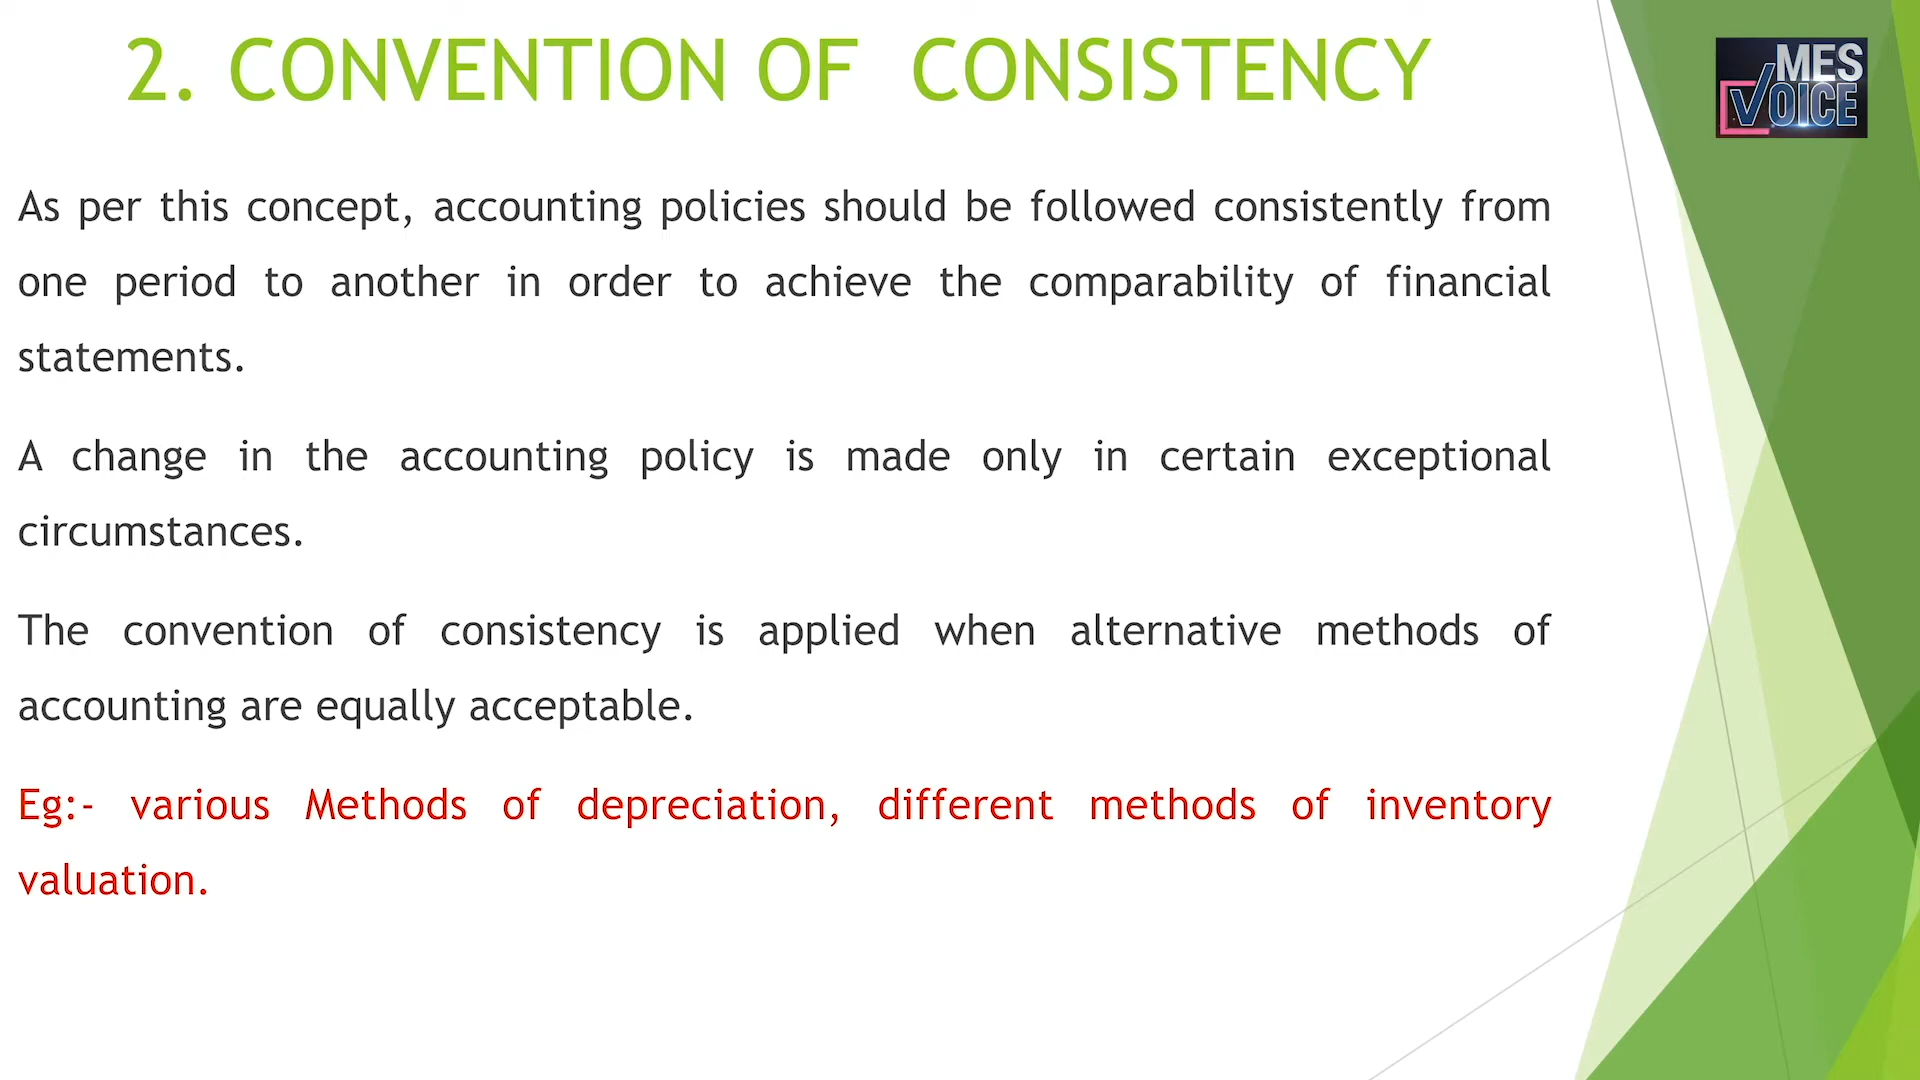 2. CONVENTION OF CONSISTENCY
MES
VOICE
As per this concept, accounting policies should be followed consistently from
one period to another in order to achieve the comparability of financial
statements.
A change in the accounting policy is made only in certain exceptional
circumstances.
The convention of consistency is applied when alternative methods of
accounting are equally acceptable.
Eg:- various Methods of depreciation, different methods of inventory
valuation.